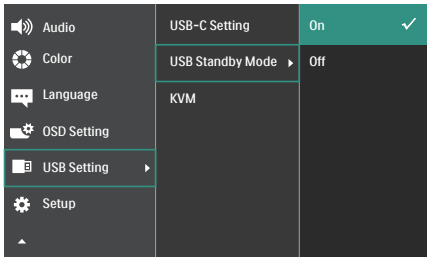 Audio
Color
Language
OSD Setting
USB Setting
Setup
USB-C Setting
USB Standby Mode
KVM
On
Off